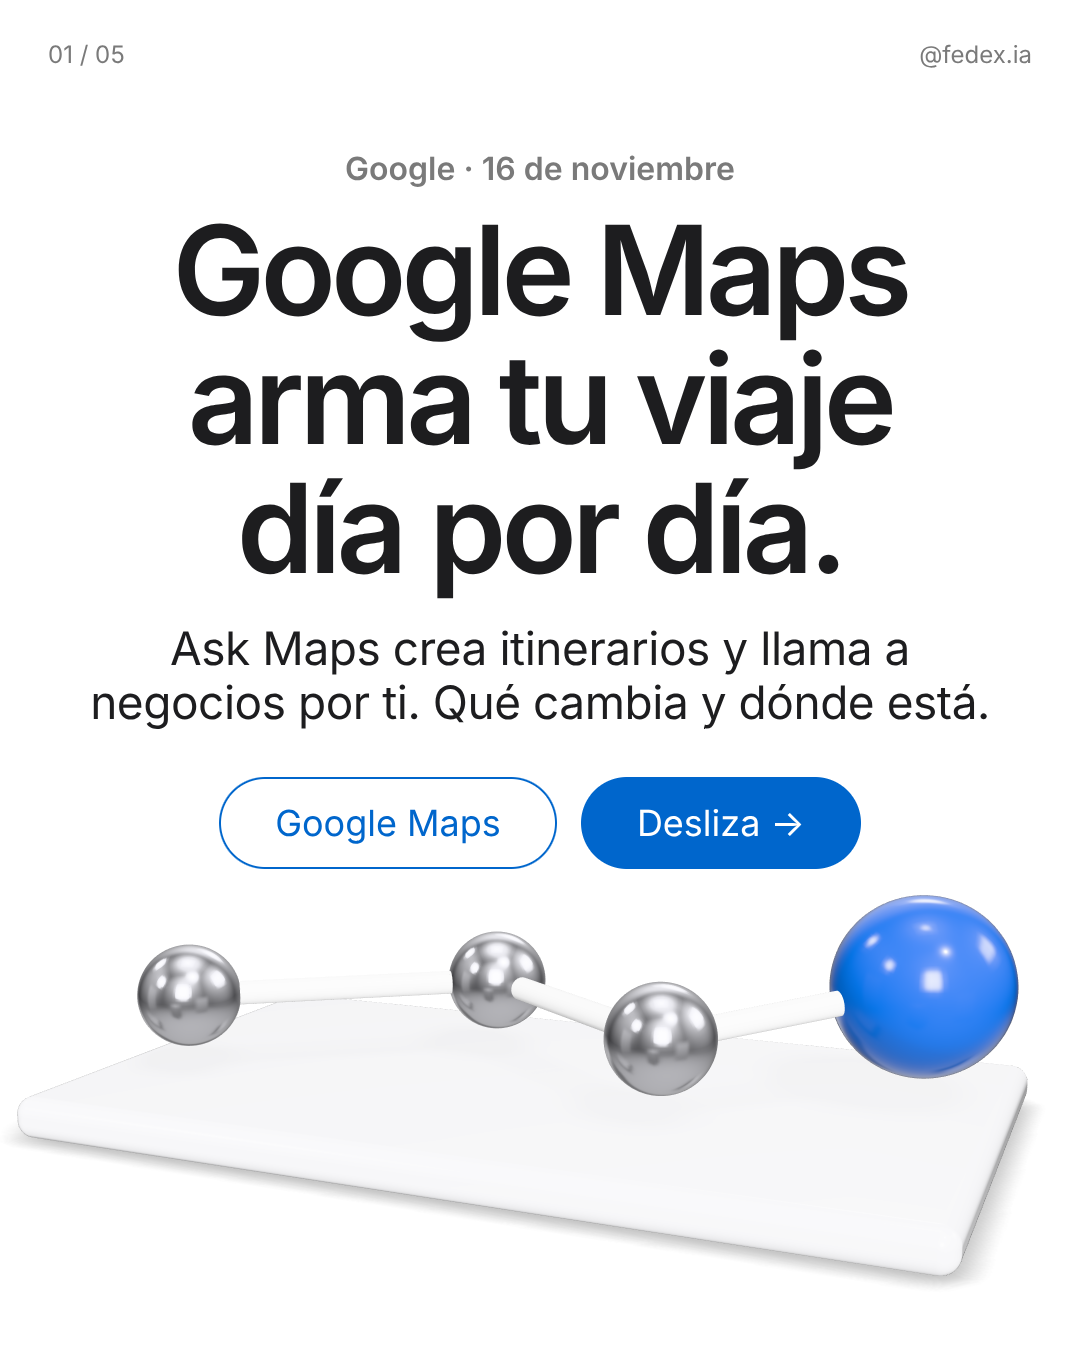 01 / 05
@fedex.ia
Google · 16 de noviembre
Google Maps
arma tu viaje
día por día.
Ask Maps crea itinerarios y llama a
negocios por ti. Qué cambia y dónde está.
Google Maps
Desliza →